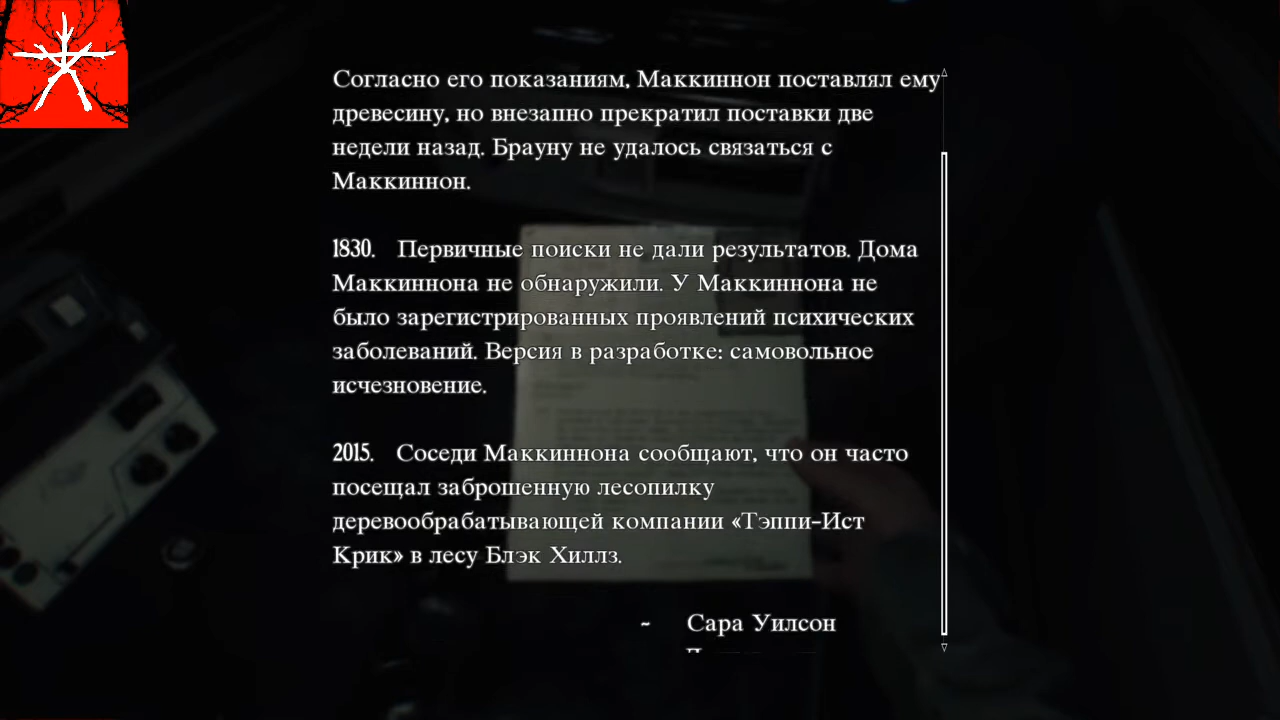 Согласно его показаниям, Маккиннон поставлял ему
древесину, но внезапно прекратил поставки две
недели назад. Брауну не удалось связаться с
Маккиннон.
1830. Первичные поиски не дали результатов. Дома
Маккиннона не обнаружили. У Маккиннона не
было зарегистрированных проявлений психических
заболеваний. Версия в разработке: самовольное
исчезновение.
2015. Соседи Маккиннона сообщают, что он часто
посещал заброшенную лесопилку
деревообрабатывающей компании «Тэппи-Ист
Крик» в лесу Блэк Хиллз.
- Сара Уилсон